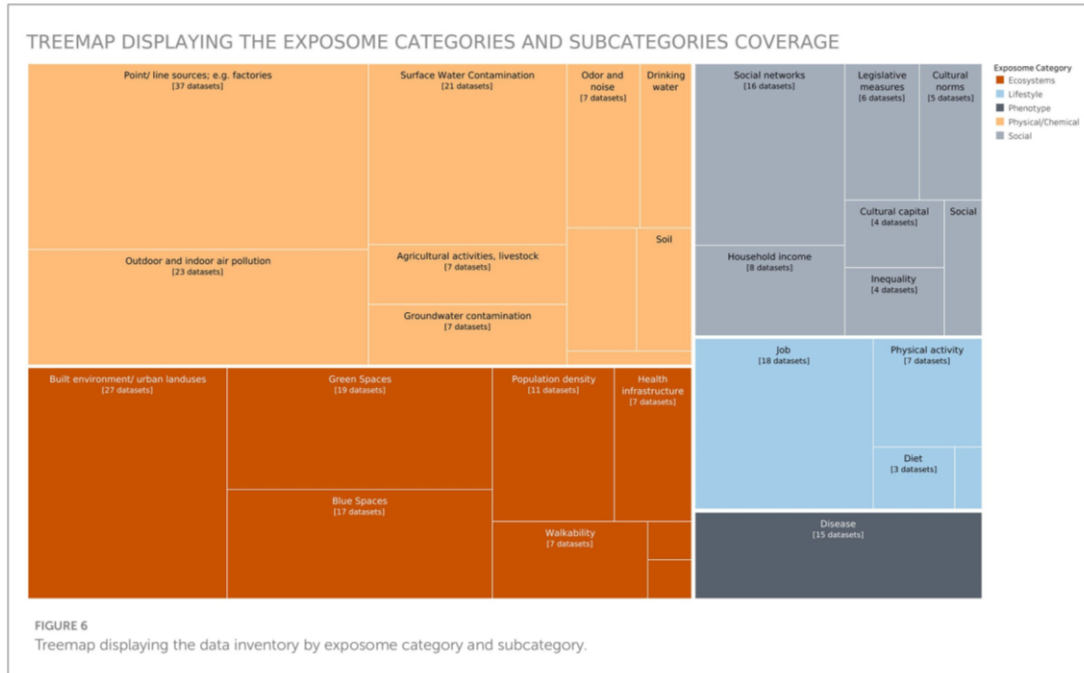 TREEMAP DISPLAYING THE EXPOSOME CATEGORIES AND SUBCATEGORIES COVERAGE
Point/ line sources; e.g. factories
[37 datasets]
Surface Water Contamination
[21 datasets]
Odor and
noise
[7 datasets]
Drinking
water
Outdoor and indoor air pollution
[23 datasets]
Agricultural activities, livestock
[7 datasets]
Groundwater contamination
[7 datasets]
Soil
Social networks
[16 datasets]
Legislative
measures
[6 datasets]
Cultural
norms
[5 datasets]
Household income
[8 datasets]
Cultural capital
[4 datasets]
Social
Inequality
[4 datasets]
Built environment/ urban landuses
[27 datasets]
Green Spaces
[19 datasets]
Blue Spaces
[17 datasets]
Population density
[11 datasets]
Health
infrastructure
[7 datasets]
Walkability
[7 datasets]
Job
[18 datasets]
Physical activity
[7 datasets]
Diet
[3 datasets]
Disease
[15 datasets]
Exposome Category
Ecosystems
Lifestyle
Phenotype
Physical/Chemical
Social
FIGURE 6
Treemap displaying the data inventory by exposome category and subcategory.